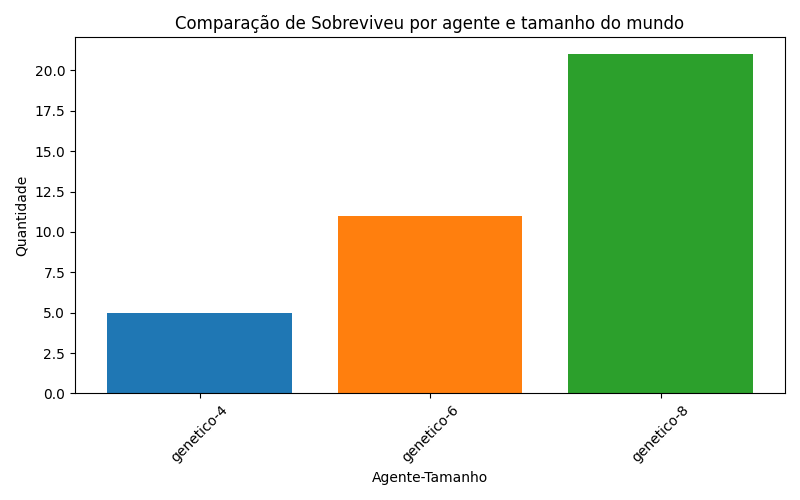 Comparação de Sobreviveu por agente e tamanho do mundo
Quantidade
20.0
17.5
15.0
12.5
10.0
7.5
5.0
2.5
0.0
genetico-4
genetico-6
genetico-8
Agente-Tamanho